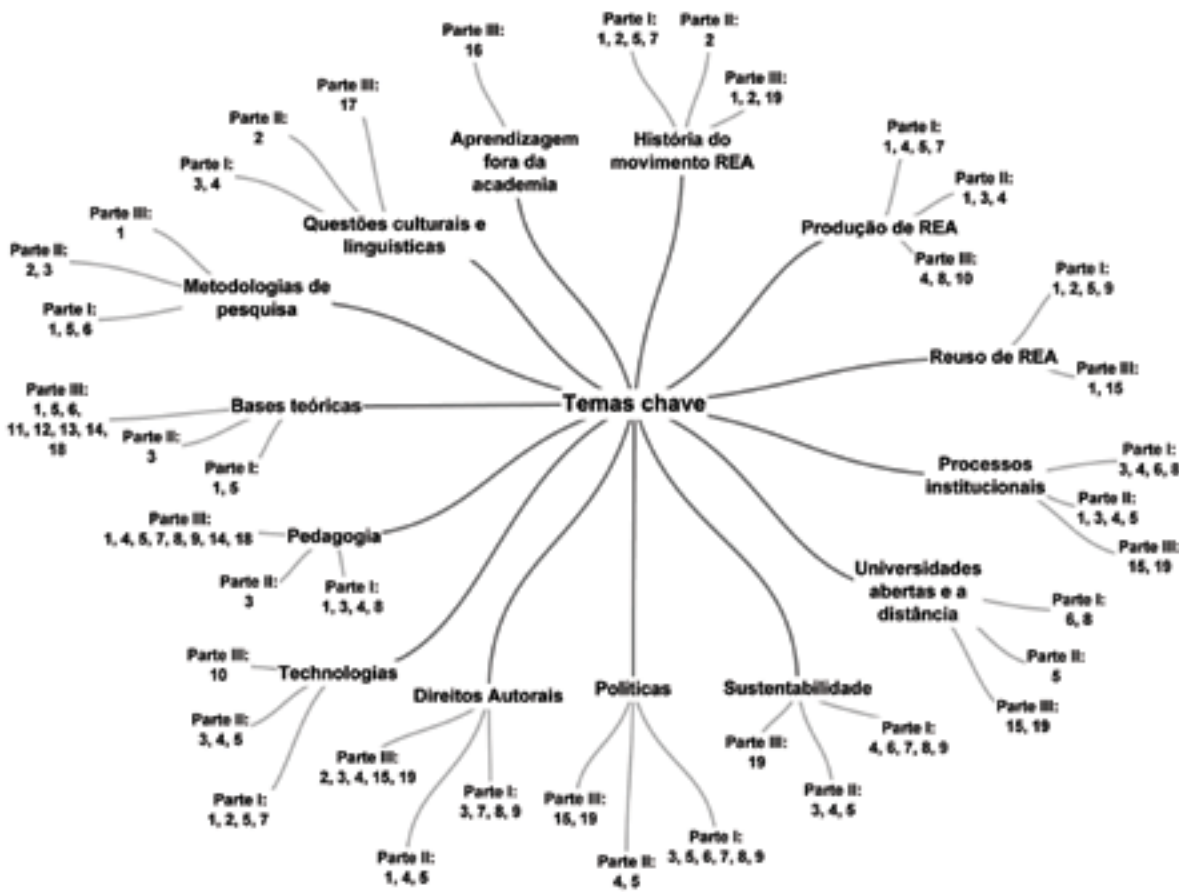 Temas chave
História do
movimento REA
Parte I:
1, 2, 5, 7
Parte II:
2
Parte III:
1, 2, 19
Produção de REA
Parte I:
1, 4, 5, 7
Parte II:
1, 3, 4
Parte III:
4, 8, 10
Reuso de REA
Parte I:
1, 2, 5, 9
Parte III:
1, 15
Processos
institucionais
Parte I:
3, 4, 6, 8
Parte II:
1, 3, 4, 5
Parte III:
15, 19
Universidades
abertas e a
distância
Parte I:
6, 8
Parte II:
5
Parte III:
15, 19
Sustentabilidade
Parte I:
4, 6, 7, 8, 9
Parte II:
3, 4, 5
Parte III:
19
Políticas
Parte I:
3, 5, 6, 7, 8, 9
Parte II:
4, 5
Parte III:
15, 19
Direitos Autorais
Parte I:
3, 7, 8, 9
Parte II:
1, 4, 5
Parte III:
2, 3, 4, 15, 19
Technologias
Parte I:
1, 2, 5, 7
Parte II:
3, 4, 5
Parte III:
10
Pedagogia
Parte I:
1, 3, 4, 8
Parte II:
3
Parte III:
1, 4, 5, 7, 8, 9, 14, 18
Bases teóricas
Parte I:
1, 5
Parte II:
3
Parte III:
1, 5, 6,
11, 12, 13, 14,
18
Metodologias de
pesquisa
Parte I:
1, 5, 6
Parte II:
2, 3
Parte III:
1
Questões culturais e
linguísticas
Parte I:
3, 4
Parte II:
2
Parte III:
17
Aprendizagem
fora da
academia
Parte III:
16